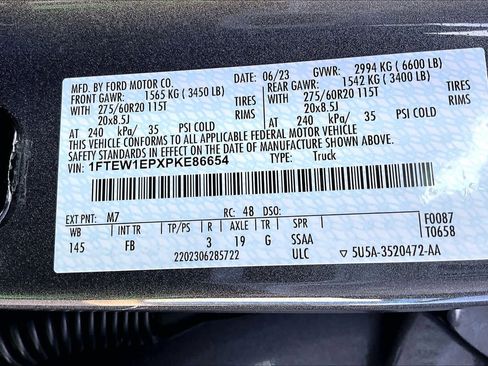 MFD. BY FORD MOTOR CO.
DATE: 06/23 GVWR: 2994 KG ( 6600 LB)
FRONT GAWR: 1565 KG ( 3450 LB) REAR GAWR: 1542 KG ( 3400 LB)
275/60R20 115T TIRES 275/60R20 115T TIRES
20x8.5J RIMS 20x8.5J RIMS
AT 240 kPa/ 35 PSI COLD AT 240 kPa/ 35 PSI COLD
THIS VEHICLE CONFORMS TO ALL APPLICABLE FEDERAL MOTOR VEHICLE
SAFETY STANDARDS IN EFFECT ON THE DATE OF MANUFACTURE SHOWN ABOVE.
VIN: 1FTEW1EPXPKE86654 TYPE: Truck
EXT PNT: M7 RC: 48 DSO:
WB INT TR TP/PS R AXLE TR SPR
145 FB 3 19 G SSAA
2202306285722 ULC
F0087
T0658
5U5A-3520472-AA